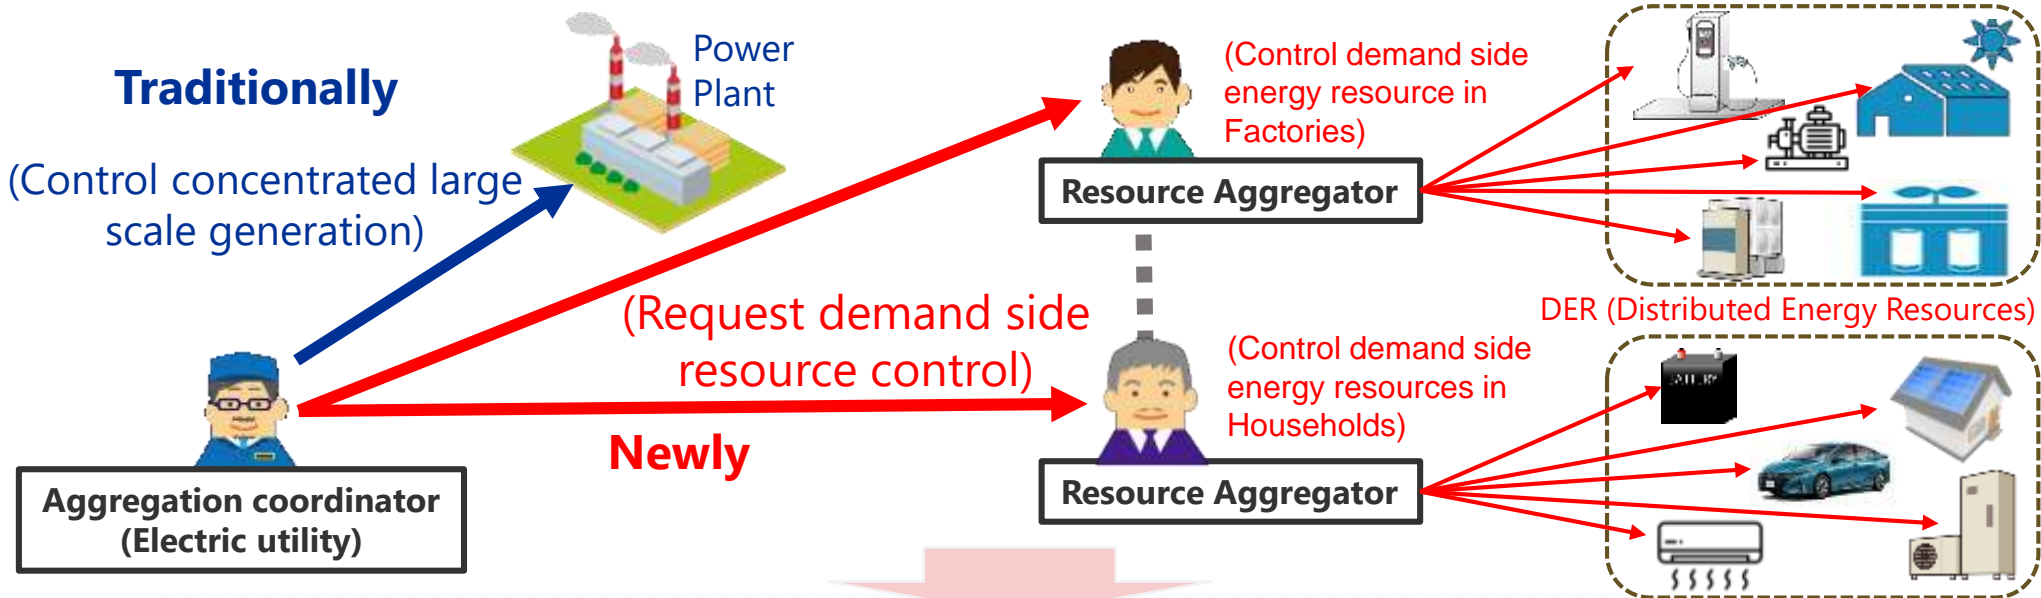 Traditionally
(Control concentrated large
scale generation)
Power
Plant
(Control demand side
energy resource in
Factories)
Resource Aggregator
(Request demand side
resource control)
DER (Distributed Energy Resources)
(Control demand side
energy resources in
Households)
Newly
Resource Aggregator
Aggregation coordinator
(Electric utility)